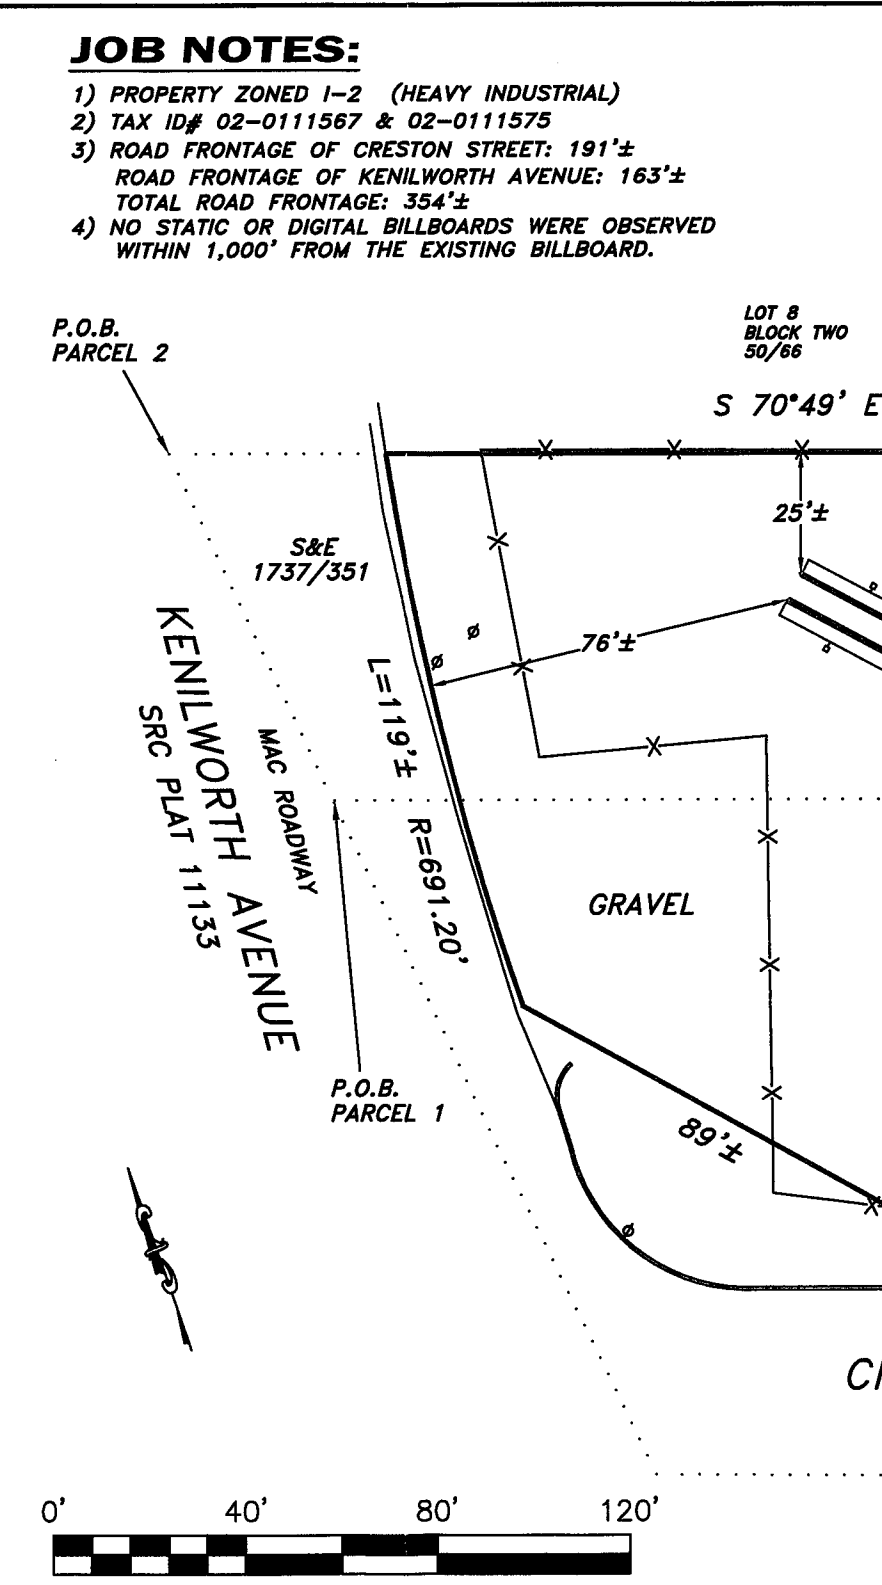 JOB NOTES:
1) PROPERTY ZONED I-2 (HEAVY INDUSTRIAL)
2) TAX ID# 02-0111567 & 02-0111575
3) ROAD FRONTAGE OF CRESTON STREET: 191'±
ROAD FRONTAGE OF KENILWORTH AVENUE: 163'±
TOTAL ROAD FRONTAGE: 354'±
4) NO STATIC OR DIGITAL BILLBOARDS WERE OBSERVED
WITHIN 1,000' FROM THE EXISTING BILLBOARD.
P.O.B.
PARCEL 2
LOT 8
BLOCK TWO
50/66
S 70°49' E
25'±
S&E
1737/351
76'±
KENILWORTH AVENUE
SRC PLAT 11133
MAC ROADWAY
L=119'±
R=691.20'
GRAVEL
P.O.B.
PARCEL 1
89'±
0' 40' 80' 120'